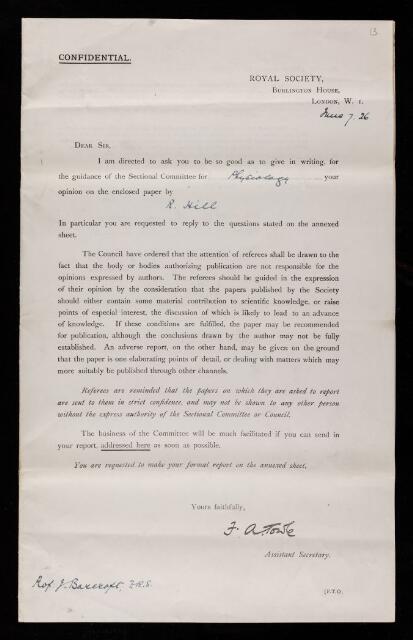 13
CONFIDENTIAL.
ROYAL SOCIETY,
BURLINGTON HOUSE,
LONDON, W. 1.
June 7. 26
DEAR SIR,
I am directed to ask you to be so good as to give in writing, for
the guidance of the Sectional Committee for Physiology your
opinion on the enclosed paper by
R. Hill
In particular you are requested to reply to the questions stated on the annexed
sheet.
The Council have ordered that the attention of referees shall be drawn to the
fact that the body or bodies authorizing publication are not responsible for the
opinions expressed by authors. The referees should be guided in the expression
of their opinion by the consideration that the papers published by the Society
should either contain some material contribution to scientific knowledge, or raise
points of especial interest, the discussion of which is likely to lead to an advance
of knowledge. If these conditions are fulfilled, the paper may be recommended
for publication, although the conclusions drawn by the author may not be fully
established. An adverse report, on the other hand, may be given on the ground
that the paper is one elaborating points of detail, or dealing with matters which may
more suitably be published through other channels.
Referees are reminded that the papers on which they are asked to report
are sent to them in strict confidence, and may not be shown to any other person
without the express authority of the Sectional Committee or Council.
The business of the Committee will be much facilitated if you can send in
your report, addressed here as soon as possible.
You are requested to make your formal report on the annexed sheet.
Yours faithfully,
F. A. Towle
Assistant Secretary.
Prof. J. Barcroft, F.R.S.
[P.T.O.